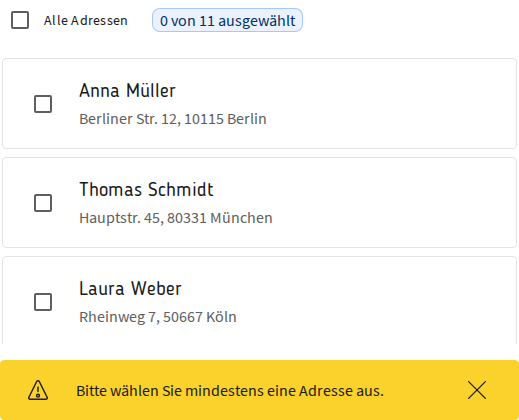 Alle Adressen
0 von 11 ausgewählt
Anna Müller
Berliner Str. 12, 10115 Berlin
Thomas Schmidt
Hauptstr. 45, 80331 München
Laura Weber
Rheinweg 7, 50667 Köln
Bitte wählen Sie mindestens eine Adresse aus.